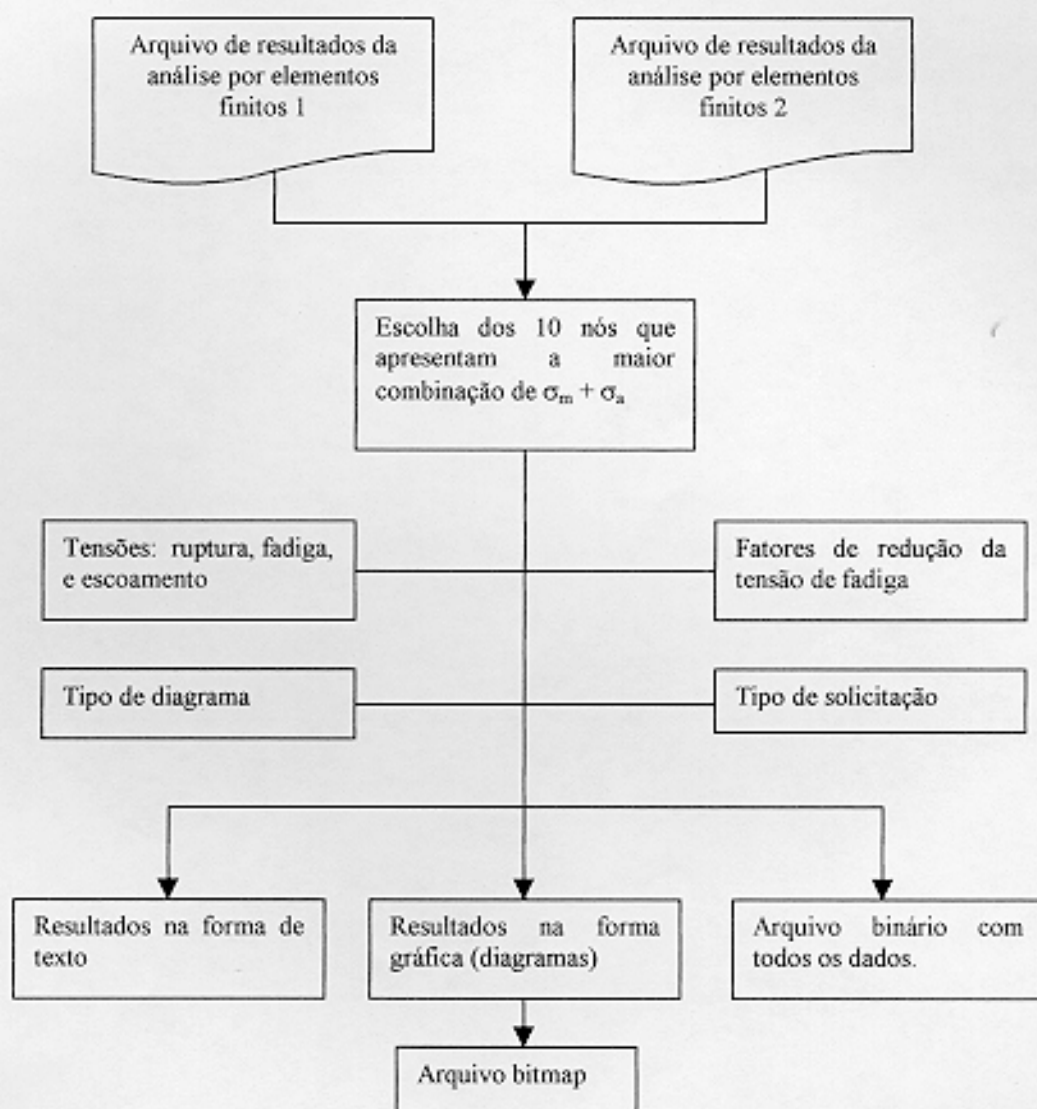 Arquivo de resultados da
análise por elementos
finitos 1
Arquivo de resultados da
análise por elementos
finitos 2
Escolha dos 10 nós que
apresentam a maior
combinação de σₘ + σₐ
Tensões: ruptura, fadiga,
e escoamento
Fatores de redução da
tensão de fadiga
Tipo de diagrama
Tipo de solicitação
Resultados na forma de
texto
Resultados na forma
gráfica (diagramas)
Arquivo binário com
todos os dados.
Arquivo bitmap